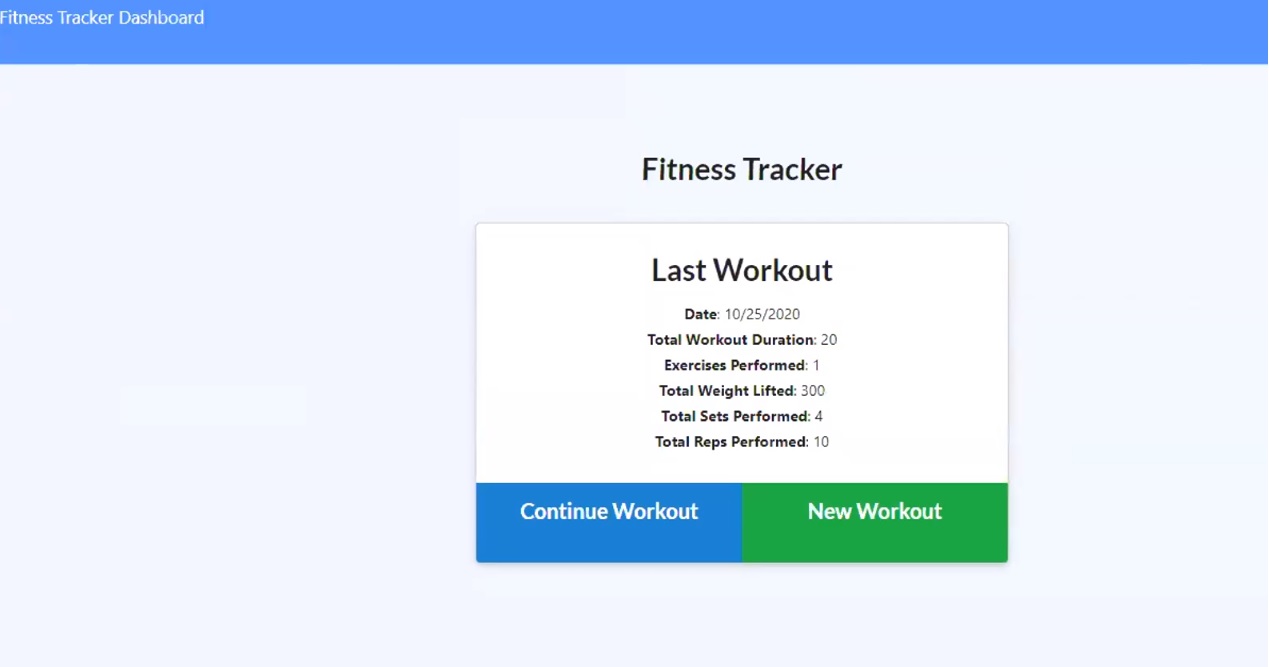 Fitness Tracker Dashboard
Fitness Tracker
Last Workout
Date: 10/25/2020
Total Workout Duration: 20
Exercises Performed: 1
Total Weight Lifted: 300
Total Sets Performed: 4
Total Reps Performed: 10
Continue Workout
New Workout